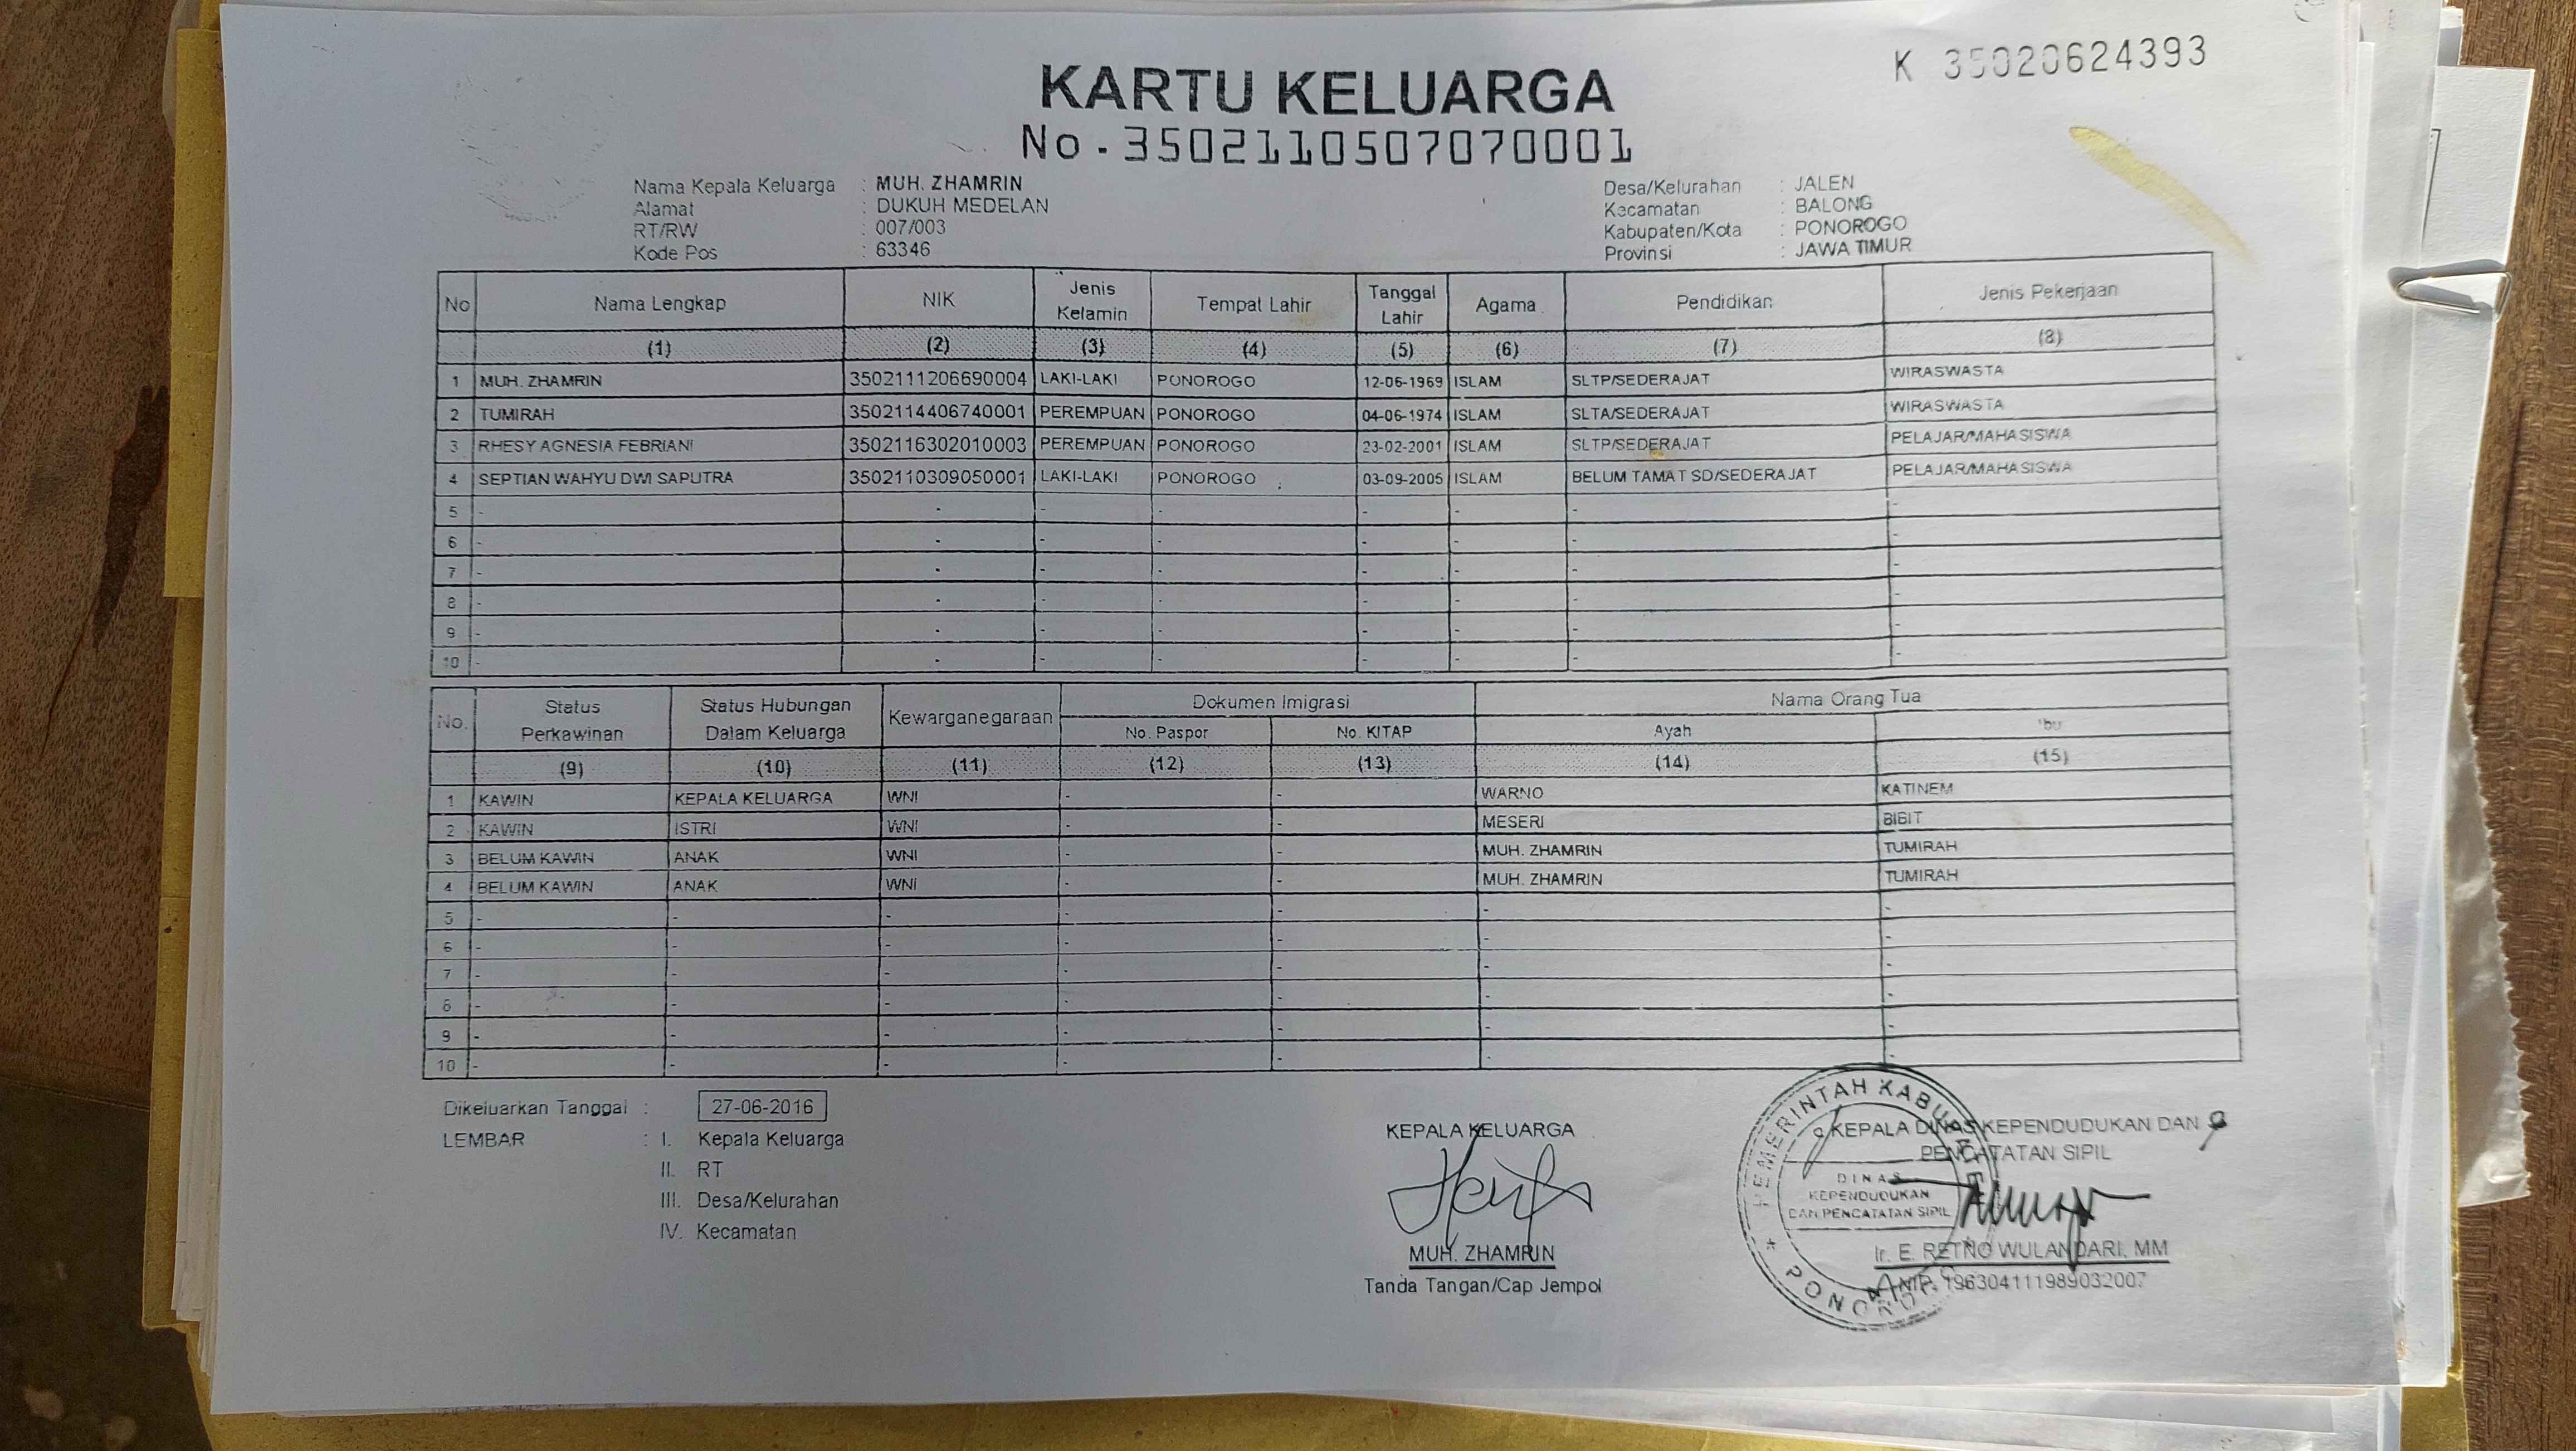 K 35020624393
KARTU KELUARGA
No. 3502110507070001
Nama Kepala Keluarga : MUH. ZHAMRIN
Alamat : DUKUH MEDELAN
RT/RW : 007/003
Kode Pos : 63346
Desa/Kelurahan : JALEN
Kecamatan : BALONG
Kabupaten/Kota : PONOROGO
Provinsi : JAWA TIMUR
No Nama Lengkap NIK Jenis Kelamin Tempat Lahir Tanggal Lahir Agama Pendidikan Jenis Pekerjaan
(1) (2) (3) (4) (5) (6) (7) (8)
1 MUH. ZHAMRIN 3502111206690004 LAKI-LAKI PONOROGO 12-06-1969 ISLAM SLTP/SEDERAJAT WIRASWASTA
2 TUMIRAH 3502114406740001 PEREMPUAN PONOROGO 04-06-1974 ISLAM SLTA/SEDERAJAT WIRASWASTA
3 RHESY AGNESIA FEBRIANI 3502116302010003 PEREMPUAN PONOROGO 23-02-2001 ISLAM SLTP/SEDERAJAT PELAJAR/MAHASISWA
4 SEPTIAN WAHYU DWI SAPUTRA 3502110309050001 LAKI-LAKI PONOROGO 03-09-2005 ISLAM BELUM TAMAT SD/SEDERAJAT PELAJAR/MAHASISWA
5 - - - - - - - -
6 - - - - - - - -
7 - - - - - - - -
8 - - - - - - - -
9 - - - - - - - -
10 - - - - - - - -
No. Status Perkawinan Status Hubungan Dalam Keluarga Kewarganegaraan Dokumen Imigrasi Nama Orang Tua
No. Paspor No. KITAP Ayah Ibu
(9) (10) (11) (12) (13) (14) (15)
1 KAWIN KEPALA KELUARGA WNI - - WARNO KATINEM
2 KAWIN ISTRI WNI - - MESERI BIBIT
3 BELUM KAWIN ANAK WNI - - MUH. ZHAMRIN TUMIRAH
4 BELUM KAWIN ANAK WNI - - MUH. ZHAMRIN TUMIRAH
5 - - - - - - -
6 - - - - - - -
7 - - - - - - -
8 - - - - - - -
9 - - - - - - -
10 - - - - - - -
Dikeluarkan Tanggal : 27-06-2016
LEMBAR : I. Kepala Keluarga
II. RT
III. Desa/Kelurahan
IV. Kecamatan
KEPALA KELUARGA
MUH. ZHAMRIN
Tanda Tangan/Cap Jempol
KEPALA DINAS KEPENDUDUKAN DAN
PENCATATAN SIPIL
Ir. E. RETNO WULANDARI, MM
NIP. 196304111989032007
PEMERINTAH KABUPATEN
DINAS
KEPENDUDUKAN
DAN PENCATATAN SIPIL
PONOROGO